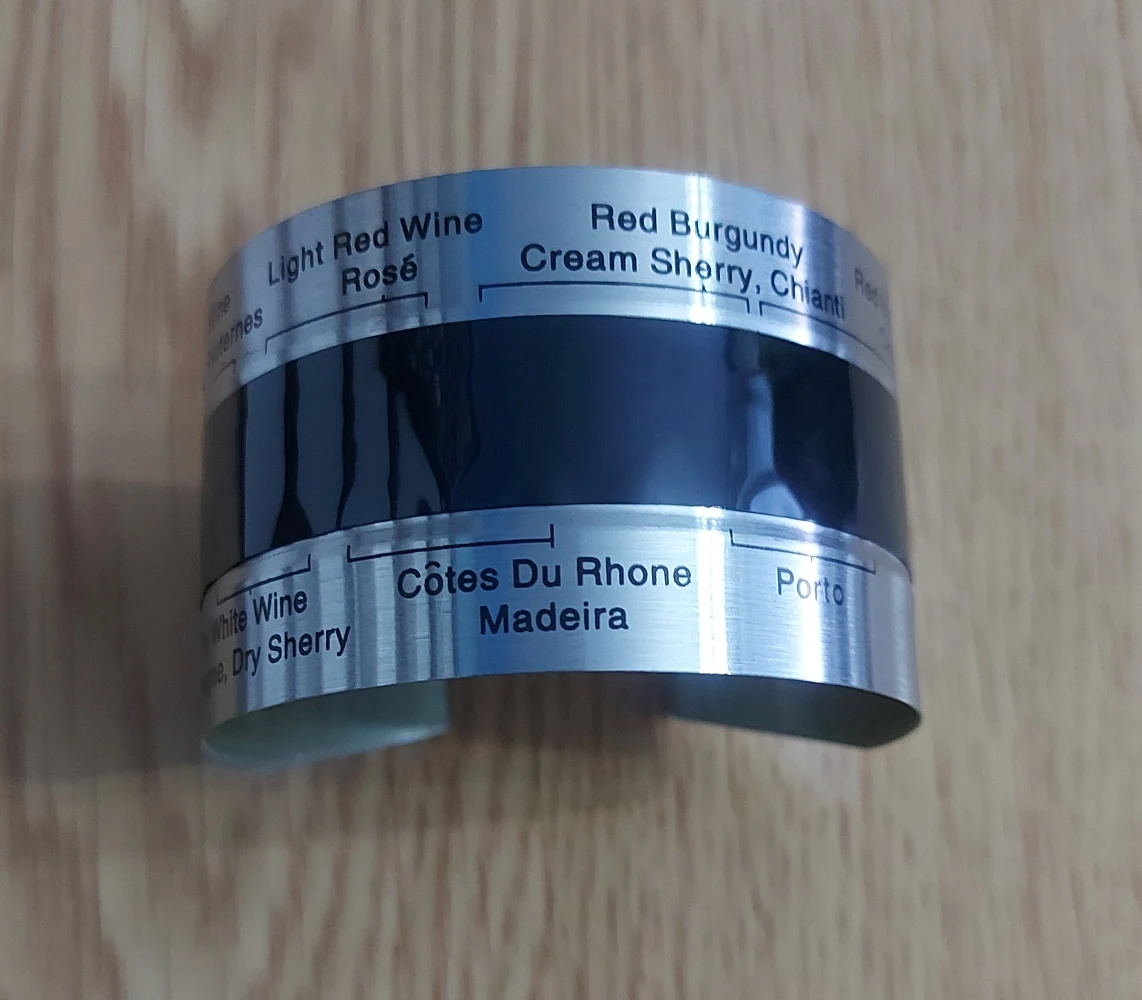 Light Red Wine
Rosé
Red Burgundy
Cream Sherry, Chianti
White Wine
Dry Sherry
Côtes Du Rhone
Madeira
Porto